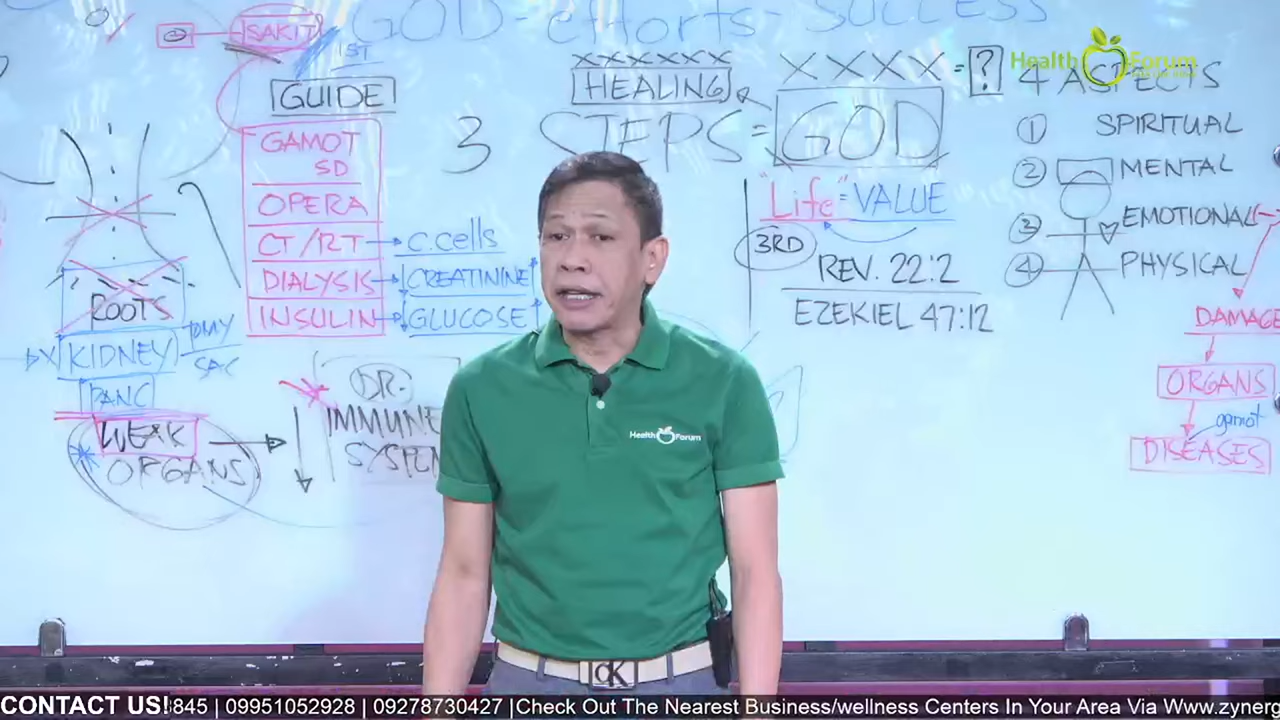 GOD - efforts - SUCCESS
SAKIT
1ST
GUIDE
GAMOT
SD
OPERA
CT/RT → c.cells
DIALYSIS → CREATININE
INSULIN → GLUCOSE
ROOTS
KIDNEY
PANC
WEAK
ORGANS
DR.
IMMUNE
SYSTEM
XXXXXX
HEALING
3 STEPS = GOD
XXXX = ?
"Life" = VALUE
3RD
REV. 22:2
EZEKIEL 47:12
Health Forum
4 ASPECTS
① SPIRITUAL
② MENTAL
③ EMOTIONAL
④ PHYSICAL
DAMAGE
ORGANS
gamot
DISEASES
Health Forum
CK
CONTACT US! 845 | 09951052928 | 09278730427 |Check Out The Nearest Business/wellness Centers In Your Area Via Www.zynerg